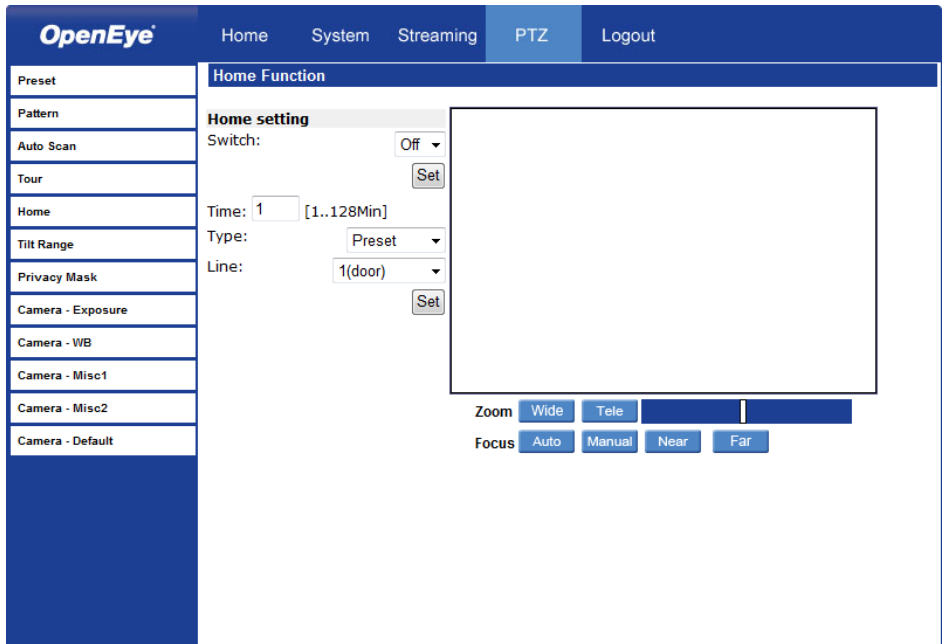 OpenEye
Home System Streaming PTZ Logout
Preset
Pattern
Auto Scan
Tour
Home
Tilt Range
Privacy Mask
Camera - Exposure
Camera - WB
Camera - Misc1
Camera - Misc2
Camera - Default
Home Function
Home setting
Switch: Off
Set
Time: 1 [1..128Min]
Type: Preset
Line: 1(door)
Set
Zoom Wide Tele
Focus Auto Manual Near Far